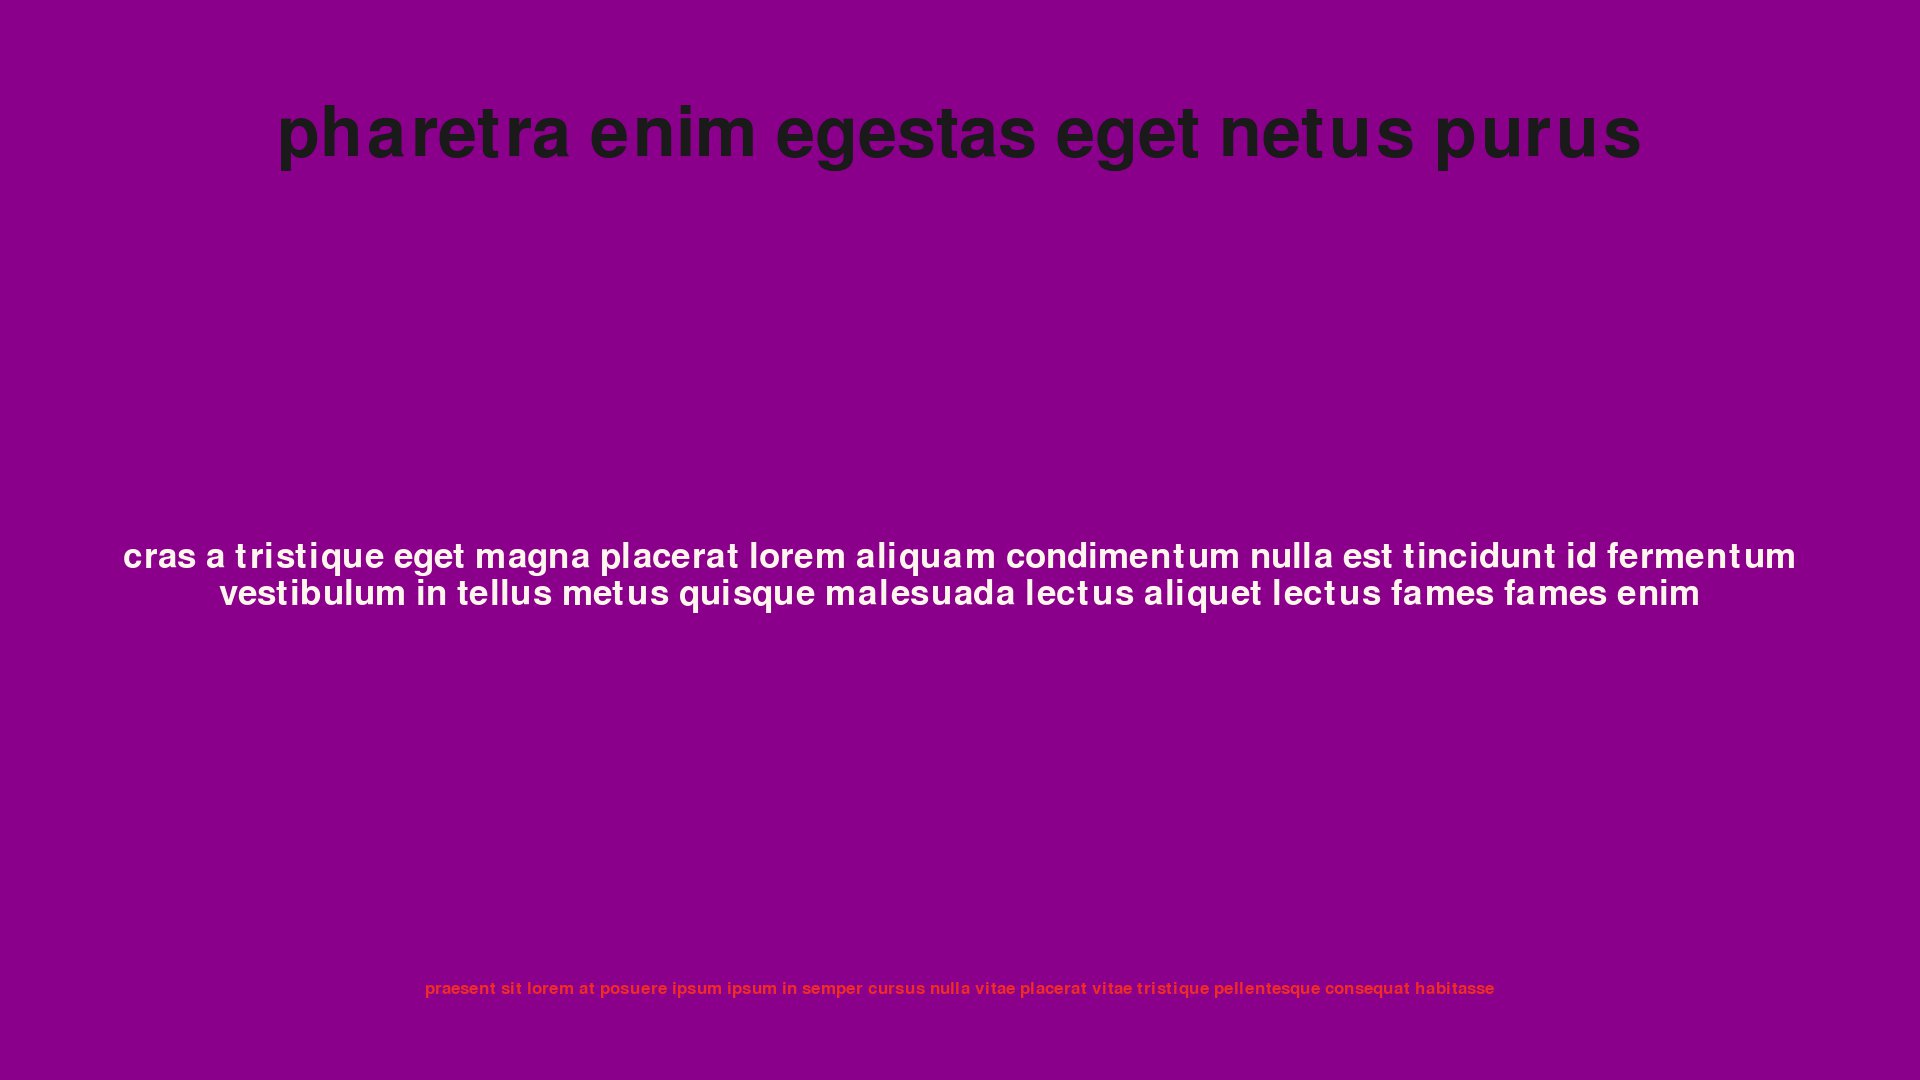 pharetra enim egestas eget netus purus
cras a tristique eget magna placerat lorem aliquam condimentum nulla est tincidunt id fermentum
vestibulum in tellus metus quisque malesuada lectus aliquet lectus fames fames enim
praesent sit lorem at posuere ipsum ipsum in semper cursus nulla vitae placerat vitae tristique pellentesque consequat habitasse